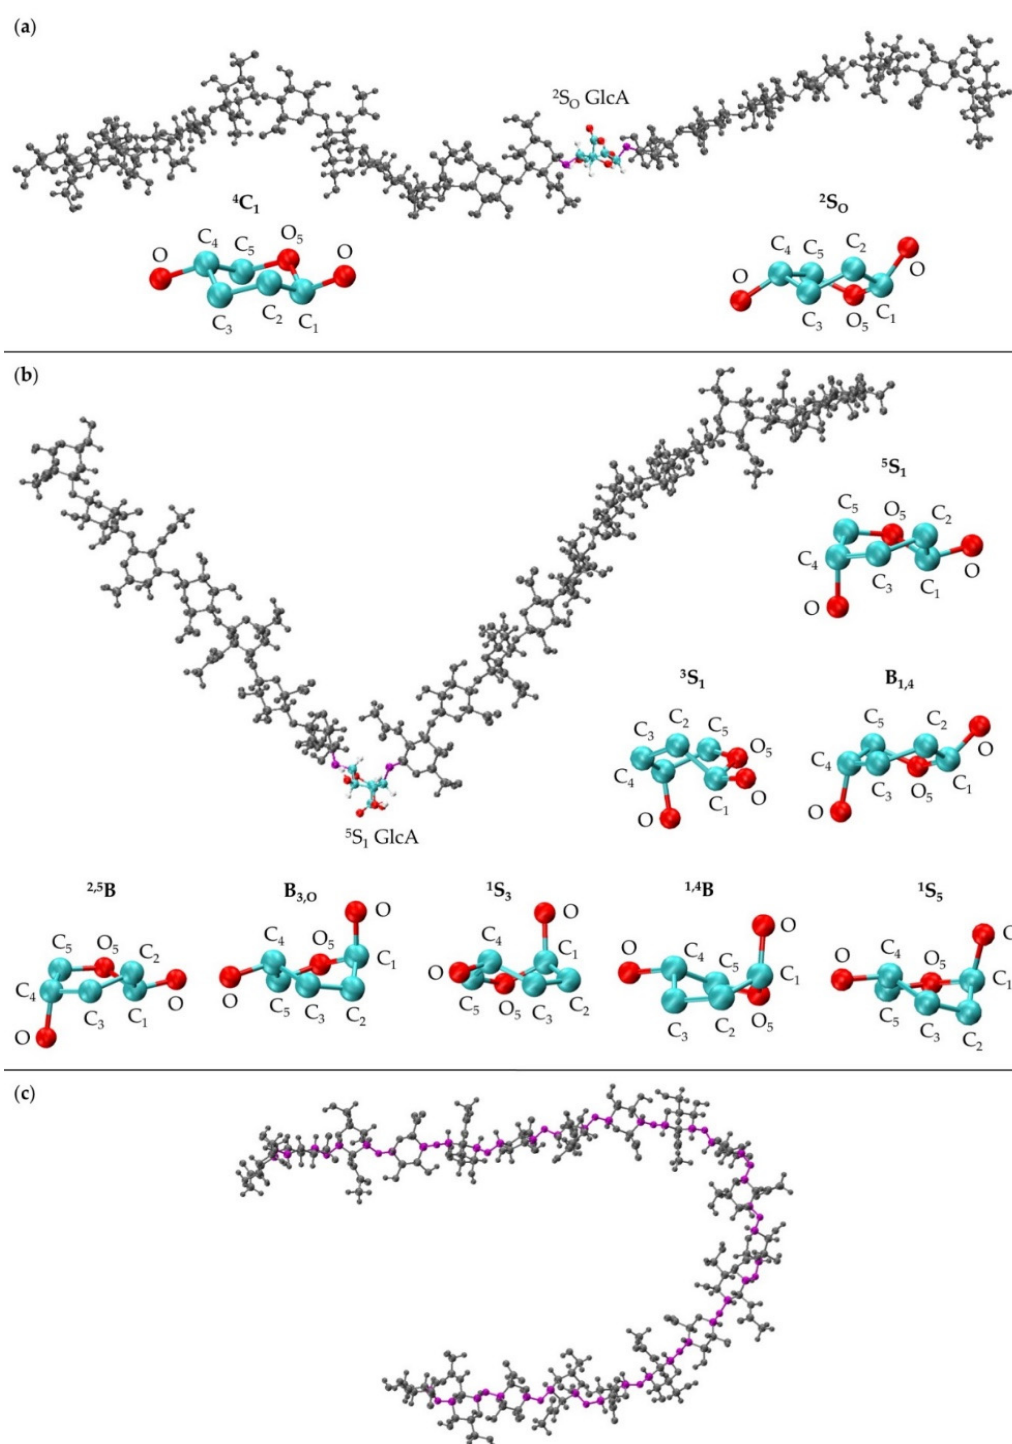 (a)
²Sₒ GlcA
⁴C₁
²Sₒ
O C₄ C₅ O₅ O
C₃ C₂ C₁
O C₄ C₅ C₂ O
C₃ O₅ C₁
(b)
⁵S₁
C₅ O₅ C₂
C₄ C₃ C₁ O
O
³S₁
B₁,₄
C₃ C₂ C₅ O₅
C₄ C₁ O
O
C₅ C₂ O
C₄ C₃ O₅ C₁
O
⁵S₁ GlcA
²,⁵B
B₃,ₒ
¹S₃
¹,⁴B
¹S₅
C₅ O₅ C₂
C₄ C₃ C₁ O
O
O
C₄ O₅ C₁
O C₅ C₃ C₂
O
C₄ C₁
O C₅ O₅ C₃ C₂
O
O C₄ C₅ C₁
C₃ C₂ O₅
O C₄ O₅ C₁
C₅ C₃ C₂
(c)